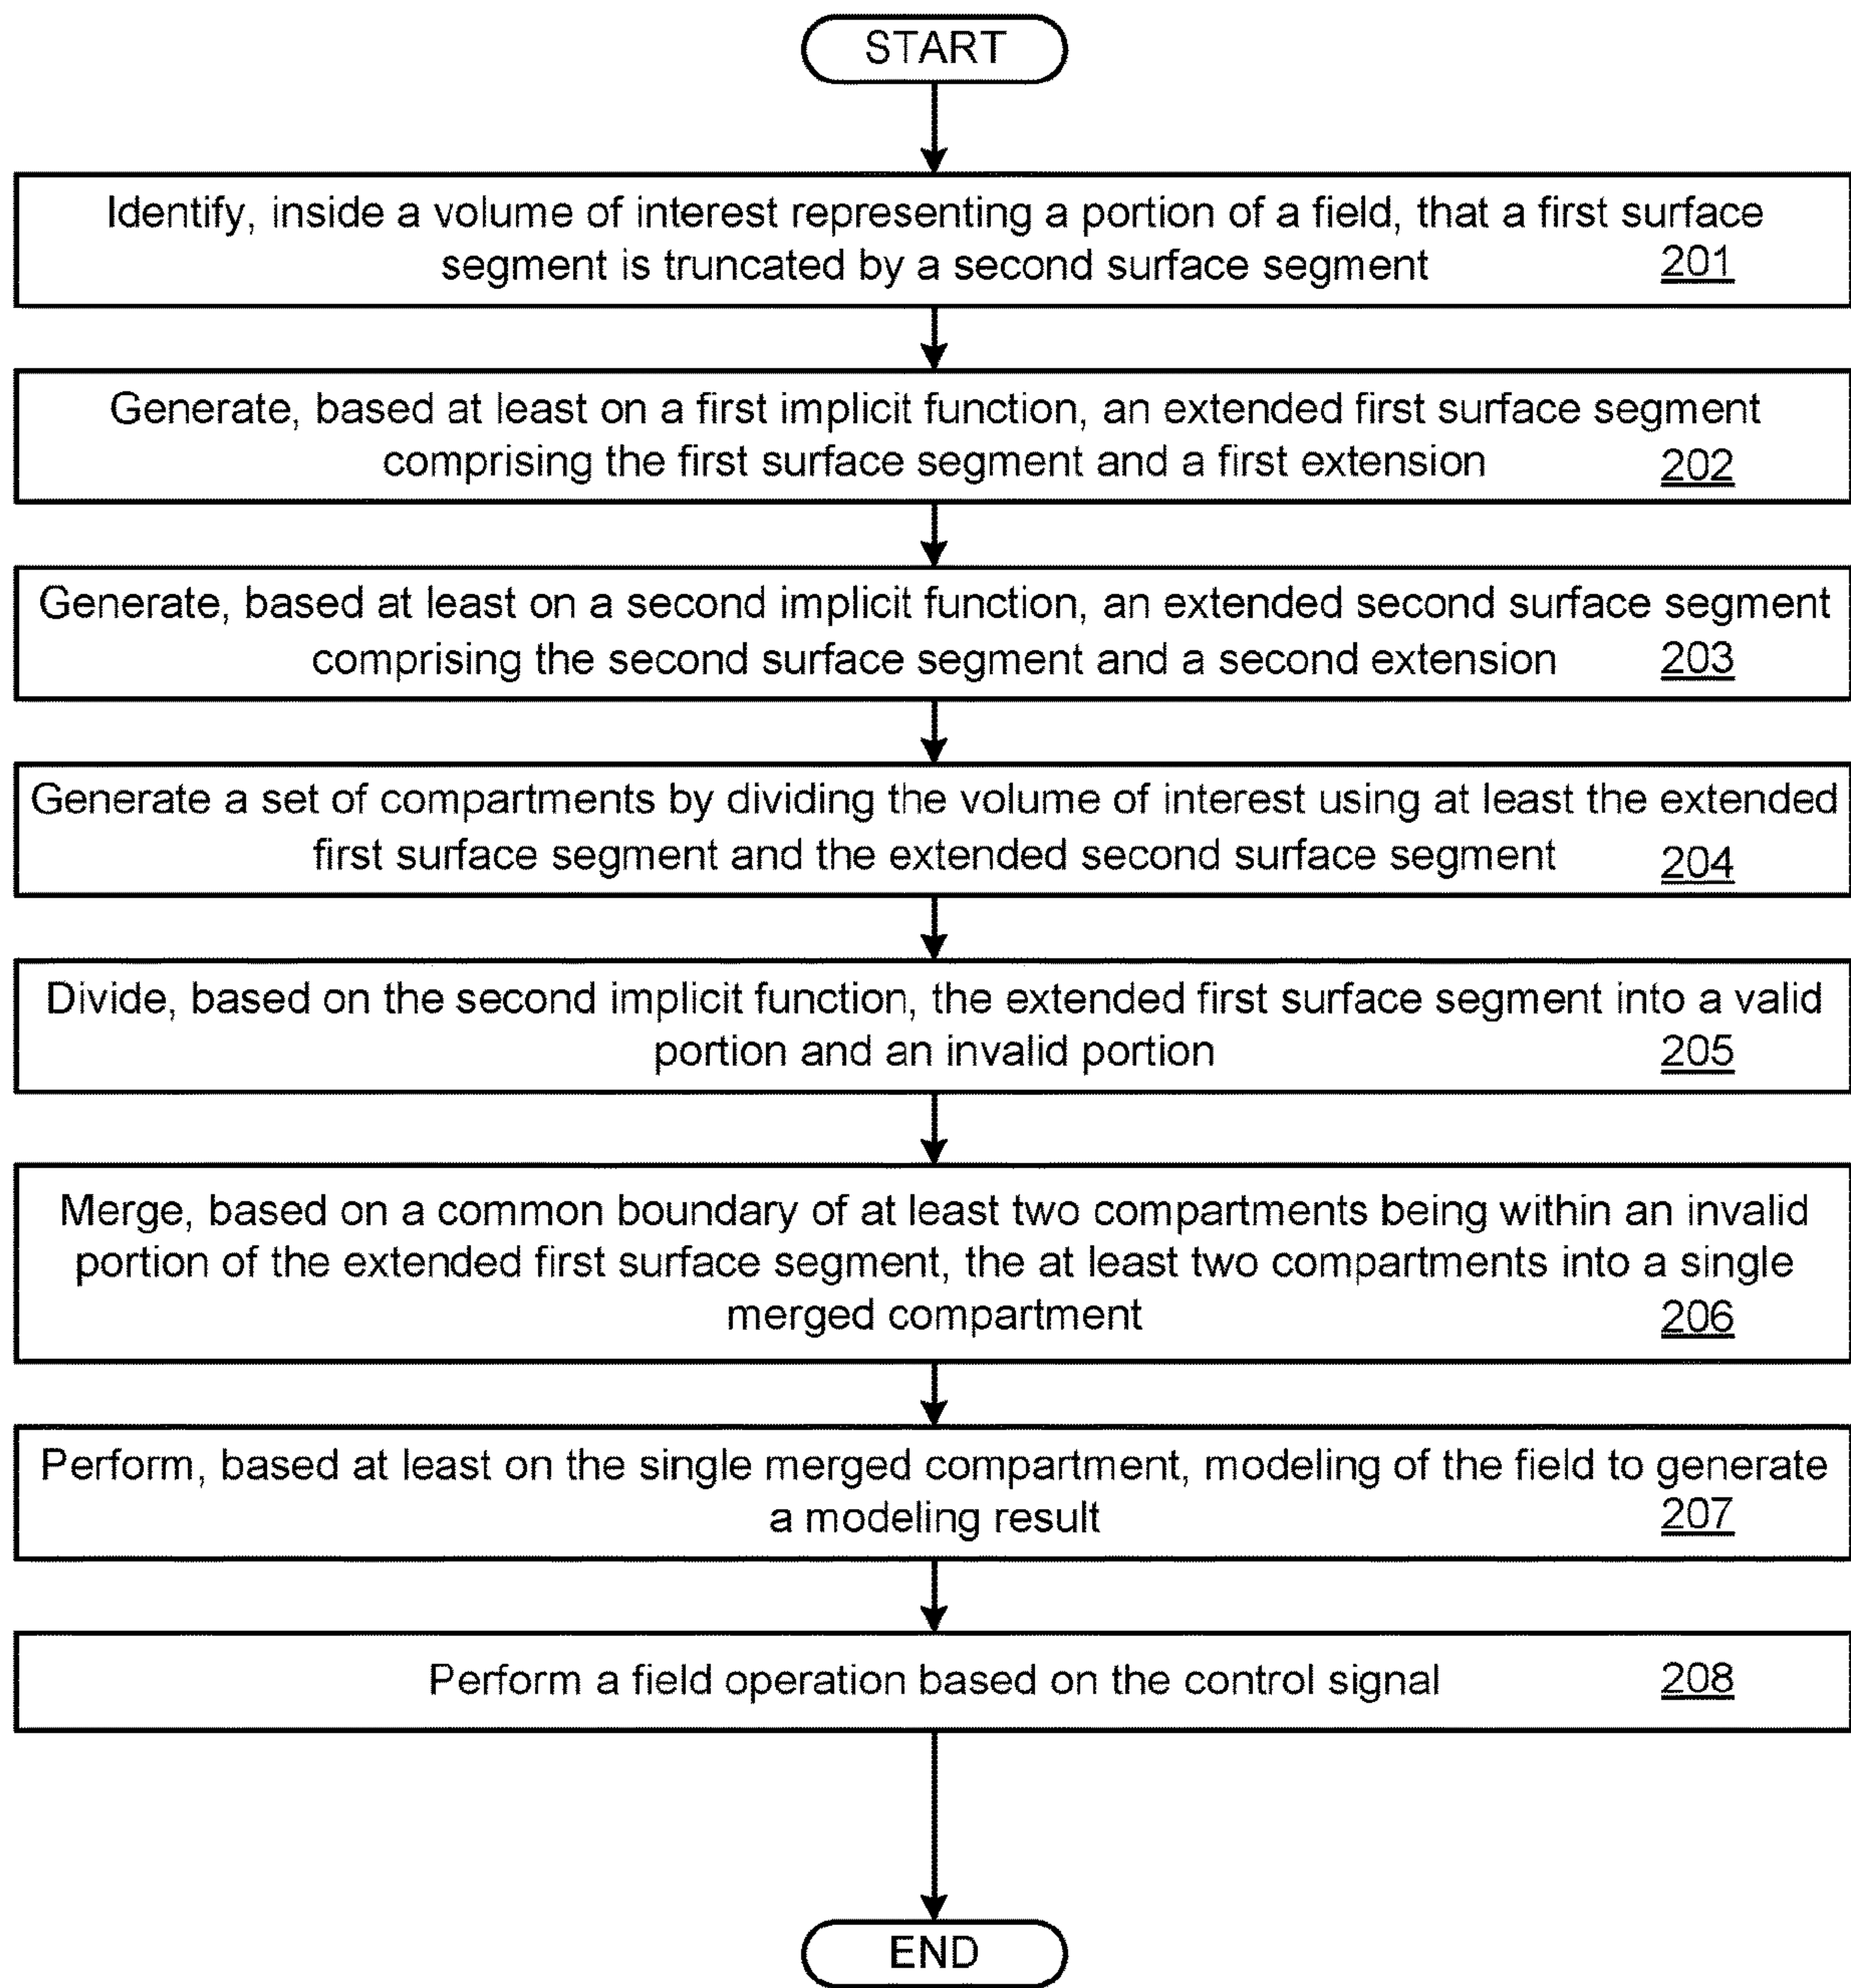 START
Identify, inside a volume of interest representing a portion of a field, that a first surface
segment is truncated by a second surface segment 201
Generate, based at least on a first implicit function, an extended first surface segment
comprising the first surface segment and a first extension 202
Generate, based at least on a second implicit function, an extended second surface segment
comprising the second surface segment and a second extension 203
Generate a set of compartments by dividing the volume of interest using at least the extended
first surface segment and the extended second surface segment 204
Divide, based on the second implicit function, the extended first surface segment into a valid
portion and an invalid portion 205
Merge, based on a common boundary of at least two compartments being within an invalid
portion of the extended first surface segment, the at least two compartments into a single
merged compartment 206
Perform, based at least on the single merged compartment, modeling of the field to generate
a modeling result 207
Perform a field operation based on the control signal 208
END